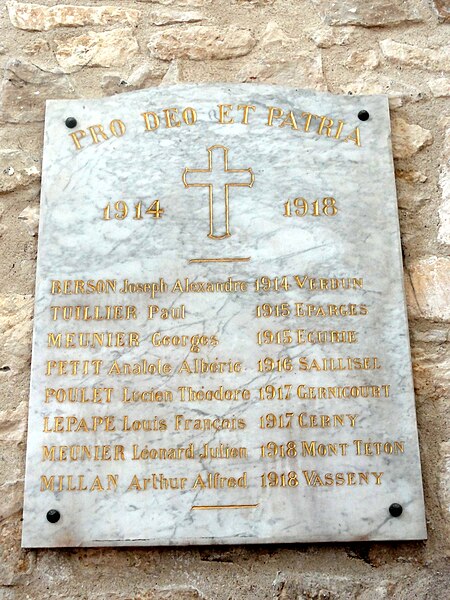 PRO DEO ET PATRIA
1914 1918
BERSON Joseph Alexandre 1914 VERDUN
TUILLIER Paul 1915 EPARGES
MEUNIER Georges 1915 ECURIE
PETIT Anatole Albéric 1916 SAILLISEL
POULET Lucien Théodore 1917 GERNICOURT
LEPAPE Louis François 1917 CERNY
MEUNIER Léonard Julien 1918 MONT TETON
MILLAN Arthur Alfred 1918 VASSENY